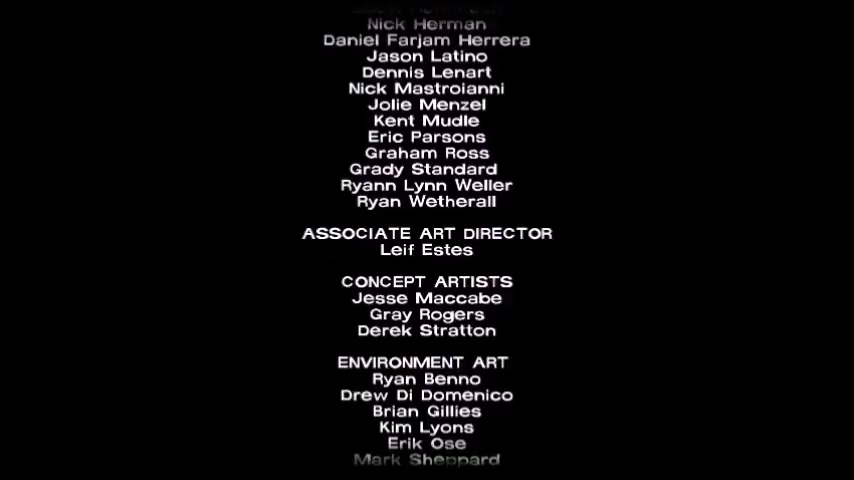 Nick Herman
Daniel Farjam Herrera
Jason Latino
Dennis Lenart
Nick Mastroianni
Jolie Menzel
Kent Mudle
Eric Parsons
Graham Ross
Grady Standard
Ryann Lynn Weller
Ryan Wetherall
ASSOCIATE ART DIRECTOR
Leif Estes
CONCEPT ARTISTS
Jesse Maccabe
Gray Rogers
Derek Stratton
ENVIRONMENT ART
Ryan Benno
Drew Di Domenico
Brian Gillies
Kim Lyons
Erik Ose
Mark Sheppard